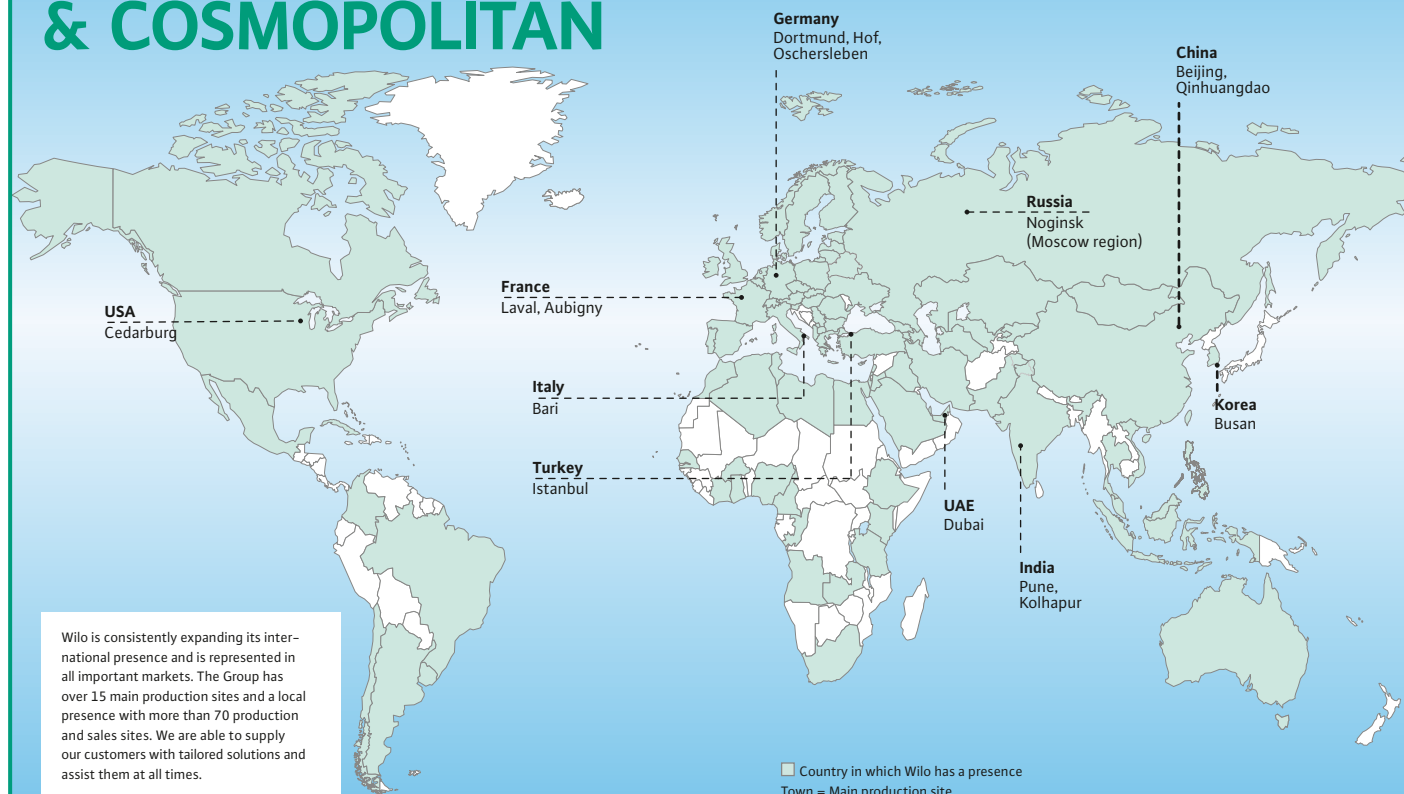 & COSMOPOLITAN
Germany
Dortmund, Hof,
Oschersleben
China
Beijing,
Qinhuangdao
Russia
Noginsk
(Moscow region)
France
Laval, Aubigny
USA
Cedarburg
Italy
Bari
Korea
Busan
Turkey
Istanbul
UAE
Dubai
India
Pune,
Kolhapur
Wilo is consistently expanding its inter-
national presence and is represented in
all important markets. The Group has
over 15 main production sites and a local
presence with more than 70 production
and sales sites. We are able to supply
our customers with tailored solutions and
assist them at all times.
Country in which Wilo has a presence
Town = Main production site